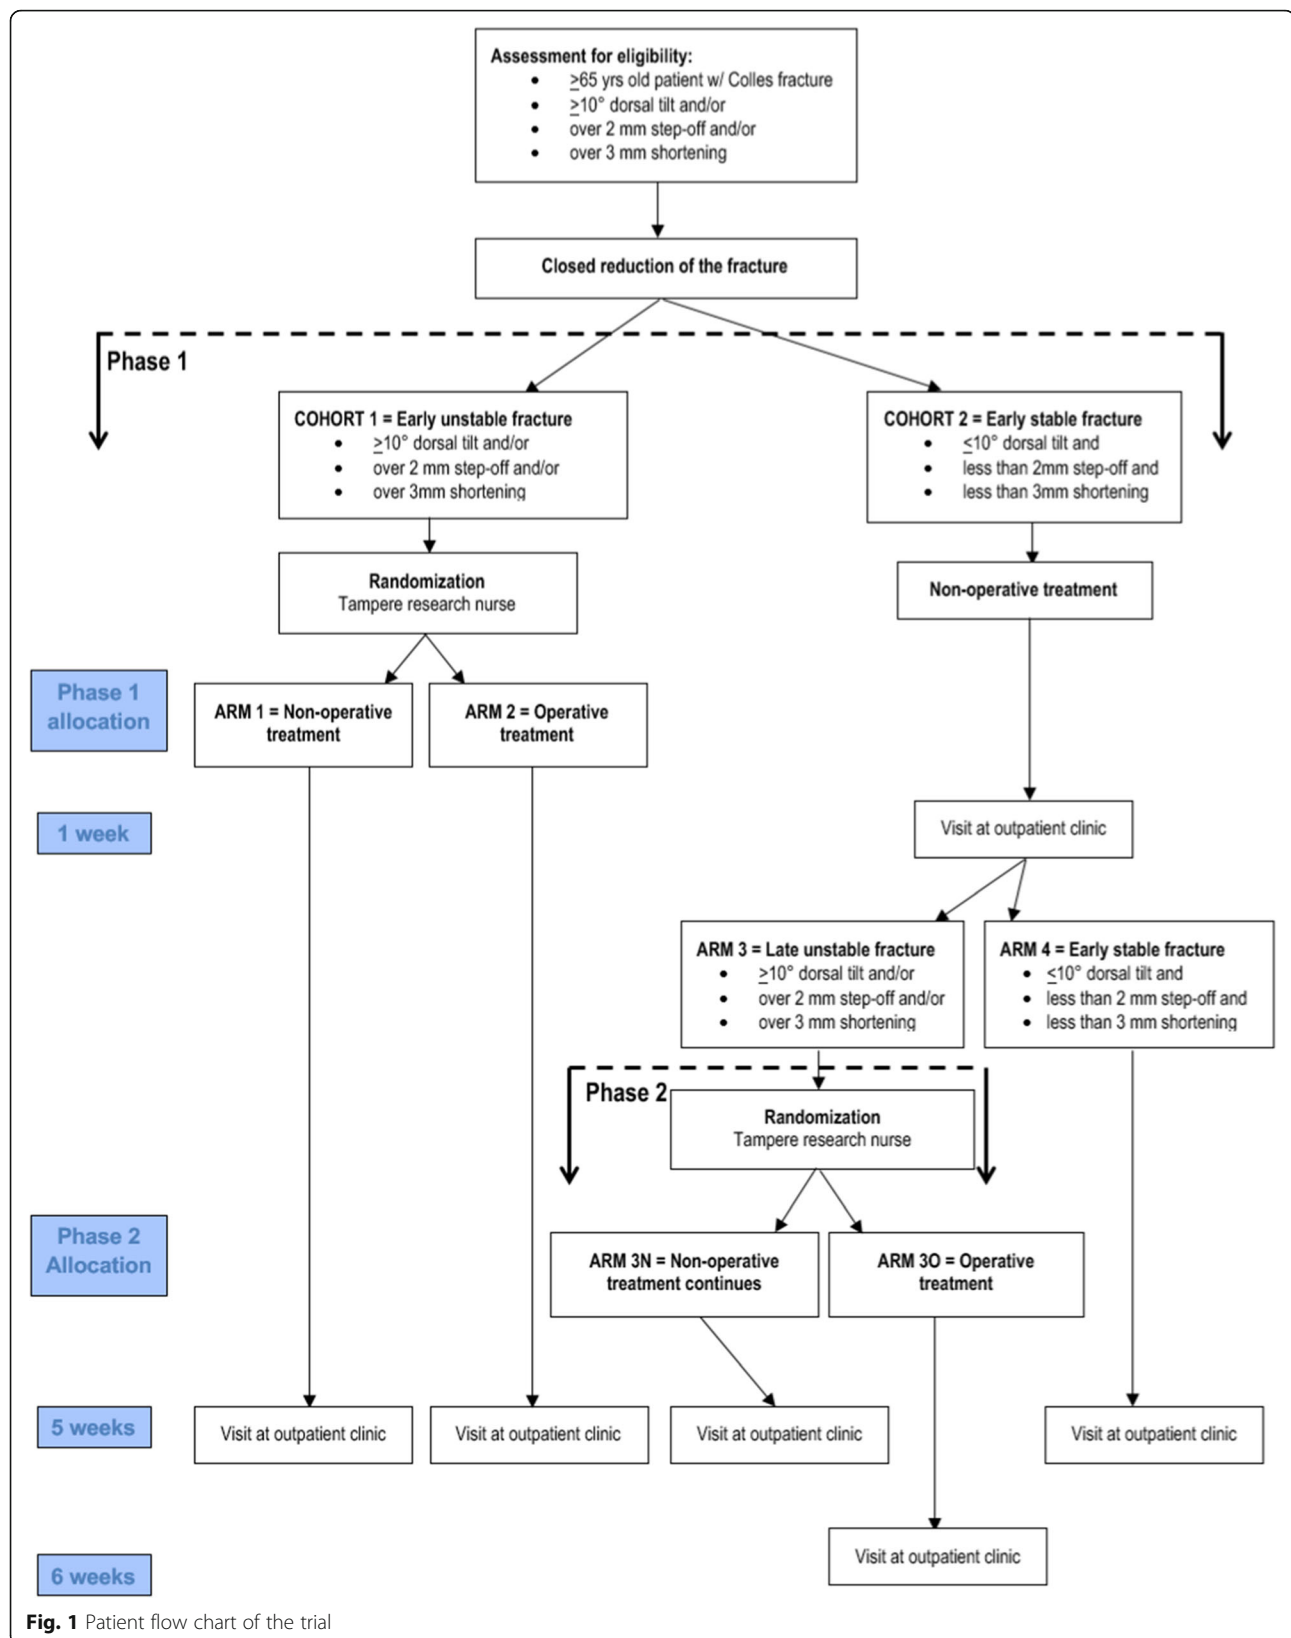 Assessment for eligibility:
• ≥65 yrs old patient w/ Colles fracture
• ≥10° dorsal tilt and/or
• over 2 mm step-off and/or
• over 3 mm shortening
Closed reduction of the fracture
Phase 1
COHORT 1 = Early unstable fracture
• ≥10° dorsal tilt and/or
• over 2 mm step-off and/or
• over 3mm shortening
COHORT 2 = Early stable fracture
• ≤10° dorsal tilt and
• less than 2mm step-off and
• less than 3mm shortening
Randomization
Tampere research nurse
Non-operative treatment
Phase 1
allocation
ARM 1 = Non-operative
treatment
ARM 2 = Operative
treatment
1 week
Visit at outpatient clinic
ARM 3 = Late unstable fracture
• ≥10° dorsal tilt and/or
• over 2 mm step-off and/or
• over 3 mm shortening
ARM 4 = Early stable fracture
• ≤10° dorsal tilt and
• less than 2 mm step-off and
• less than 3 mm shortening
Phase 2
Randomization
Tampere research nurse
Phase 2
Allocation
ARM 3N = Non-operative
treatment continues
ARM 3O = Operative
treatment
5 weeks
Visit at outpatient clinic
Visit at outpatient clinic
Visit at outpatient clinic
Visit at outpatient clinic
Visit at outpatient clinic
6 weeks
Fig. 1 Patient flow chart of the trial